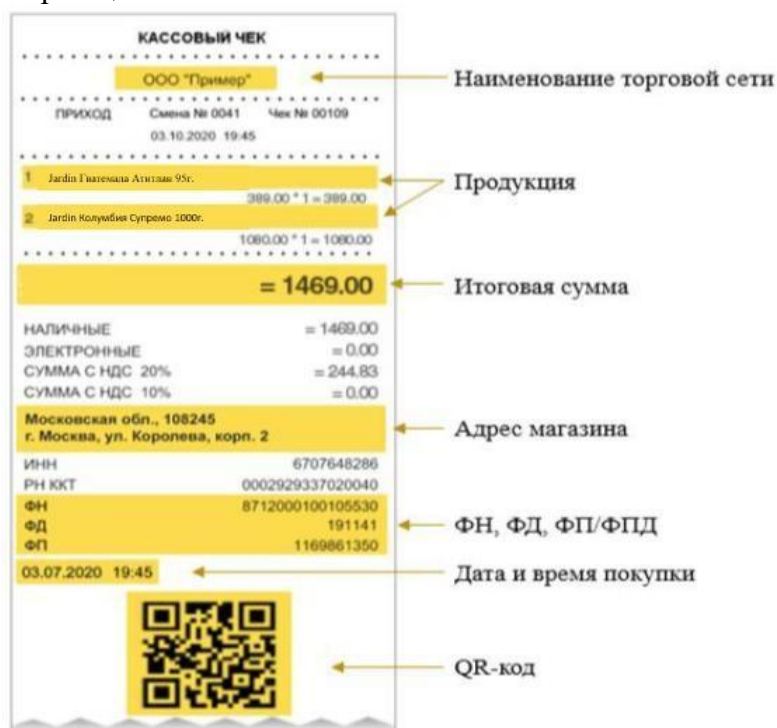 КАССОВЫЙ ЧЕК
ООО "Пример"
Наименование торговой сети
ПРИХОД Смена № 0041 Чек № 00109
03.10.2020 19:45
1 Jardin Гватемала Атитлан 95г.
Продукция
389.00 * 1 = 389.00
2 Jardin Колумбия Супремо 1000г.
1080.00 * 1 = 1080.00
= 1469.00
Итоговая сумма
НАЛИЧНЫЕ = 1469.00
ЭЛЕКТРОННЫЕ = 0.00
СУММА С НДС 20% = 244.83
СУММА С НДС 10% = 0.00
Московская обл., 108245
г. Москва, ул. Королева, корп. 2
Адрес магазина
ИНН 6707648286
РН ККТ 0002929337020040
ФН 8712000100105530
ФД 191141
ФН, ФД, ФП/ФПД
ФП 1169861350
03.07.2020 19:45
Дата и время покупки
QR-код